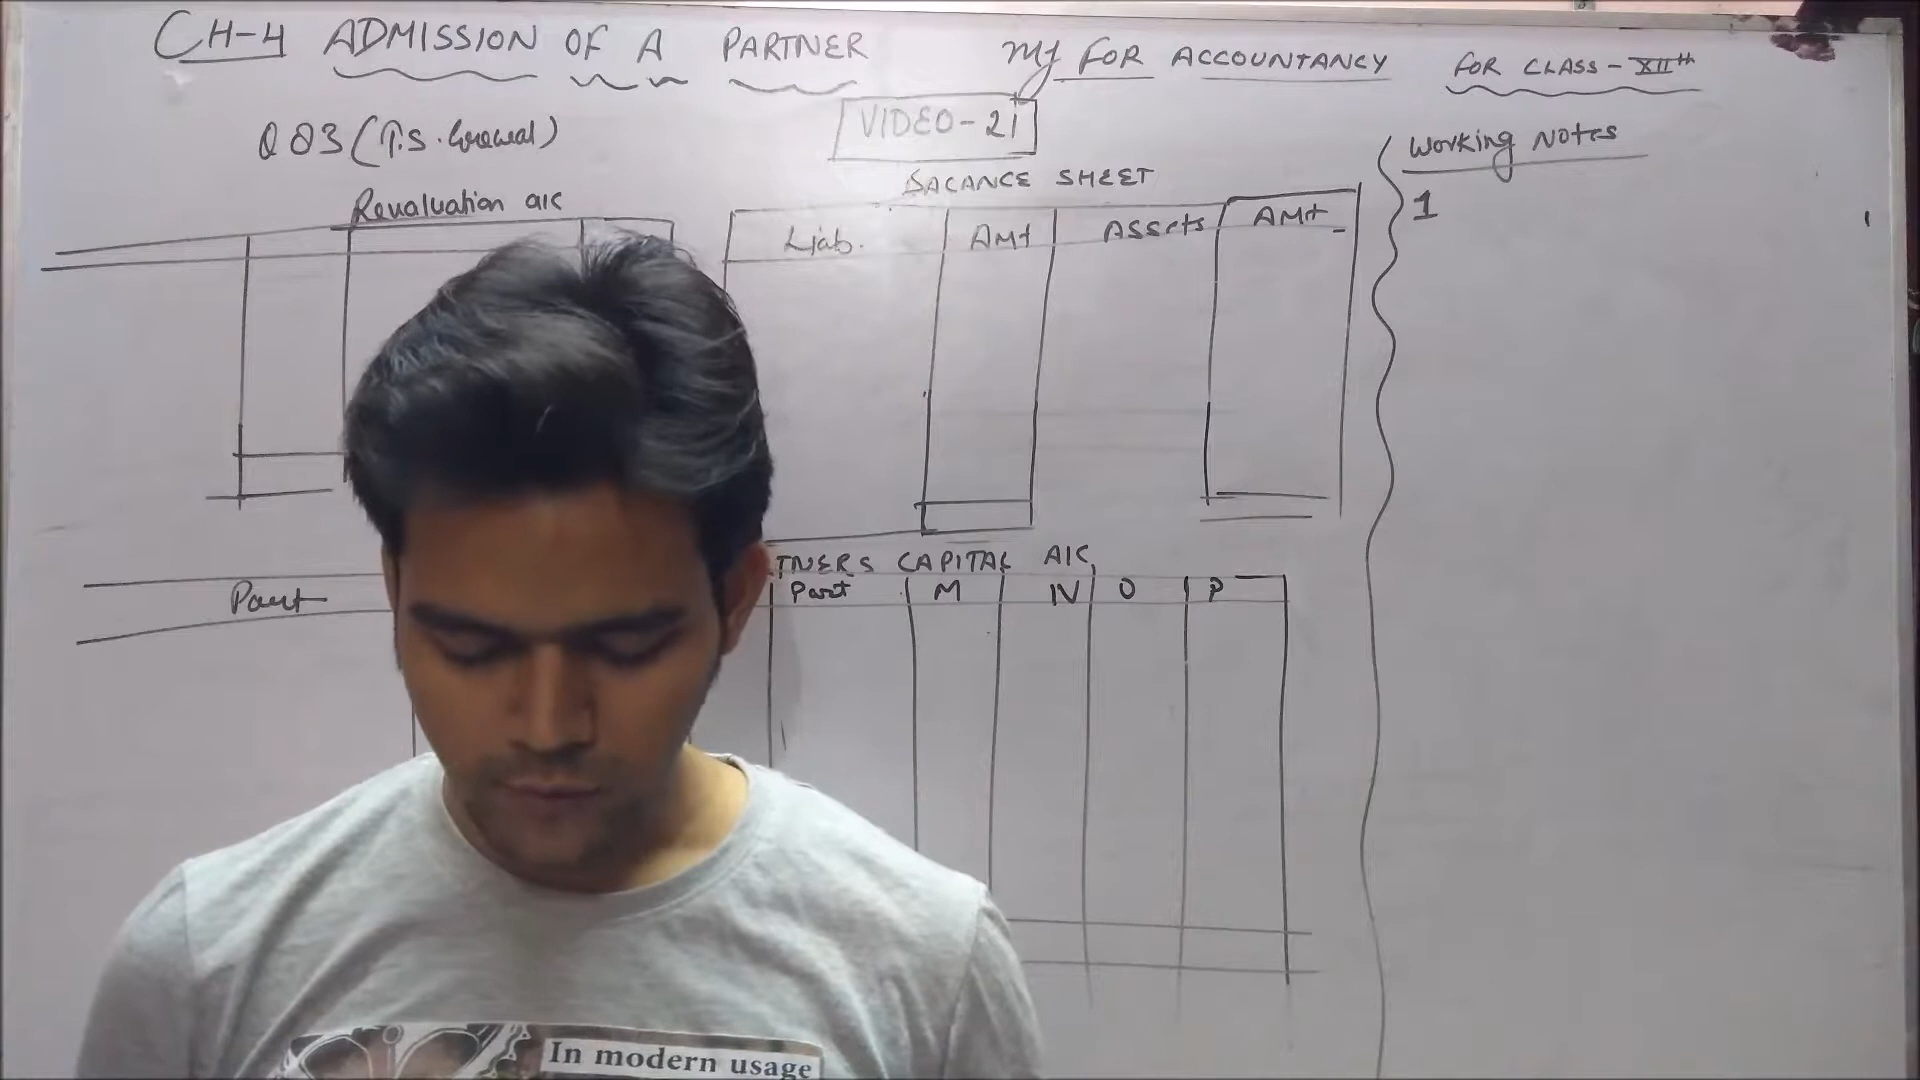 CH-4 ADMISSION OF A PARTNER
MJ FOR ACCOUNTANCY FOR CLASS-XIIth
Q 83 (T.S. Grewal)
VIDEO-21
Working Notes
1
Revaluation A/C
BALANCE SHEET
Liab. Amt Assets AMt
TNERS CAPITAL A/C
Part Part M N O P
In modern usage